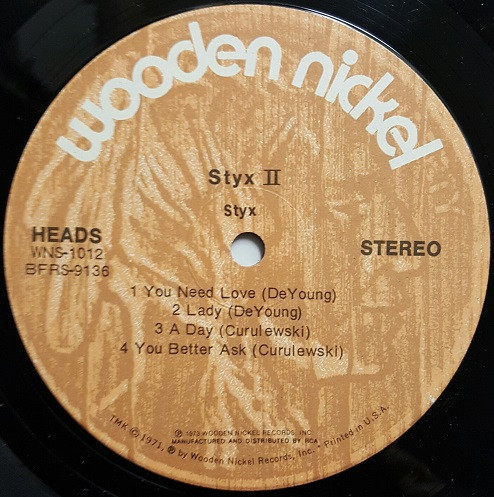 wooden nickel
Styx II
Styx
HEADS
WNS-1012
BFRS-9136
STEREO
1 You Need Love (DeYoung)
2 Lady (DeYoung)
3 A Day (Curulewski)
4 You Better Ask (Curulewski)
℗ 1973 WOODEN NICKEL RECORDS, INC.
MANUFACTURED AND DISTRIBUTED BY RCA
TMK © 1971, ® by Wooden Nickel Records, Inc., Printed in U.S.A.